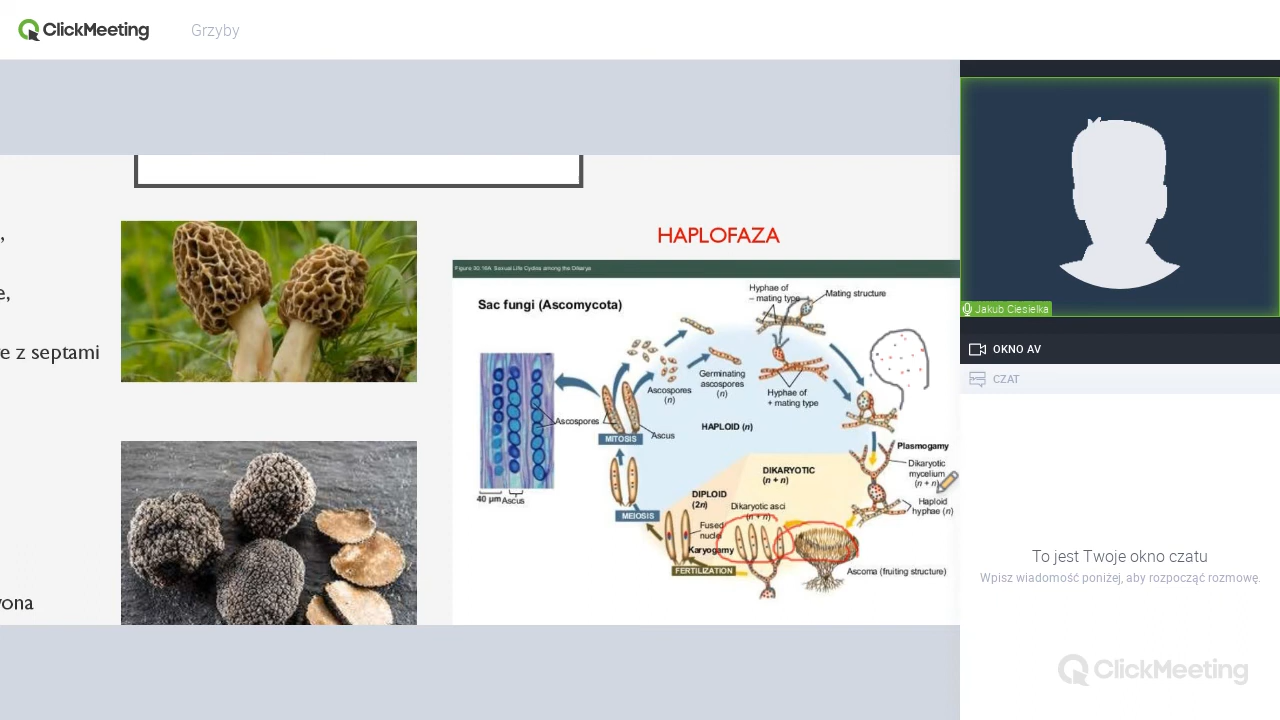 ClickMeeting
Grzyby
,
e,
e z septami
ona
HAPLOFAZA
Figure 30.16A Sexual Life Cycles among the Dikarya
Sac fungi (Ascomycota)
Hyphae of
– mating type
Mating structure
Germinating
ascospores
(n)
Ascospores
(n)
Hyphae of
+ mating type
Ascospores
MITOSIS
Ascus
HAPLOID (n)
Plasmogamy
Dikaryotic
mycelium
(n + n)
Haploid
hyphae (n)
DIKARYOTIC
(n + n)
DIPLOID
(2n)
Dikaryotic asci
(n + n)
40 µm
Ascus
MEIOSIS
Fused
nuclei
Karyogamy
FERTILIZATION
Ascoma (fruiting structure)
Jakub Ciesielka
OKNO AV
CZAT
To jest Twoje okno czatu
Wpisz wiadomość poniżej, aby rozpocząć rozmowę.
ClickMeeting